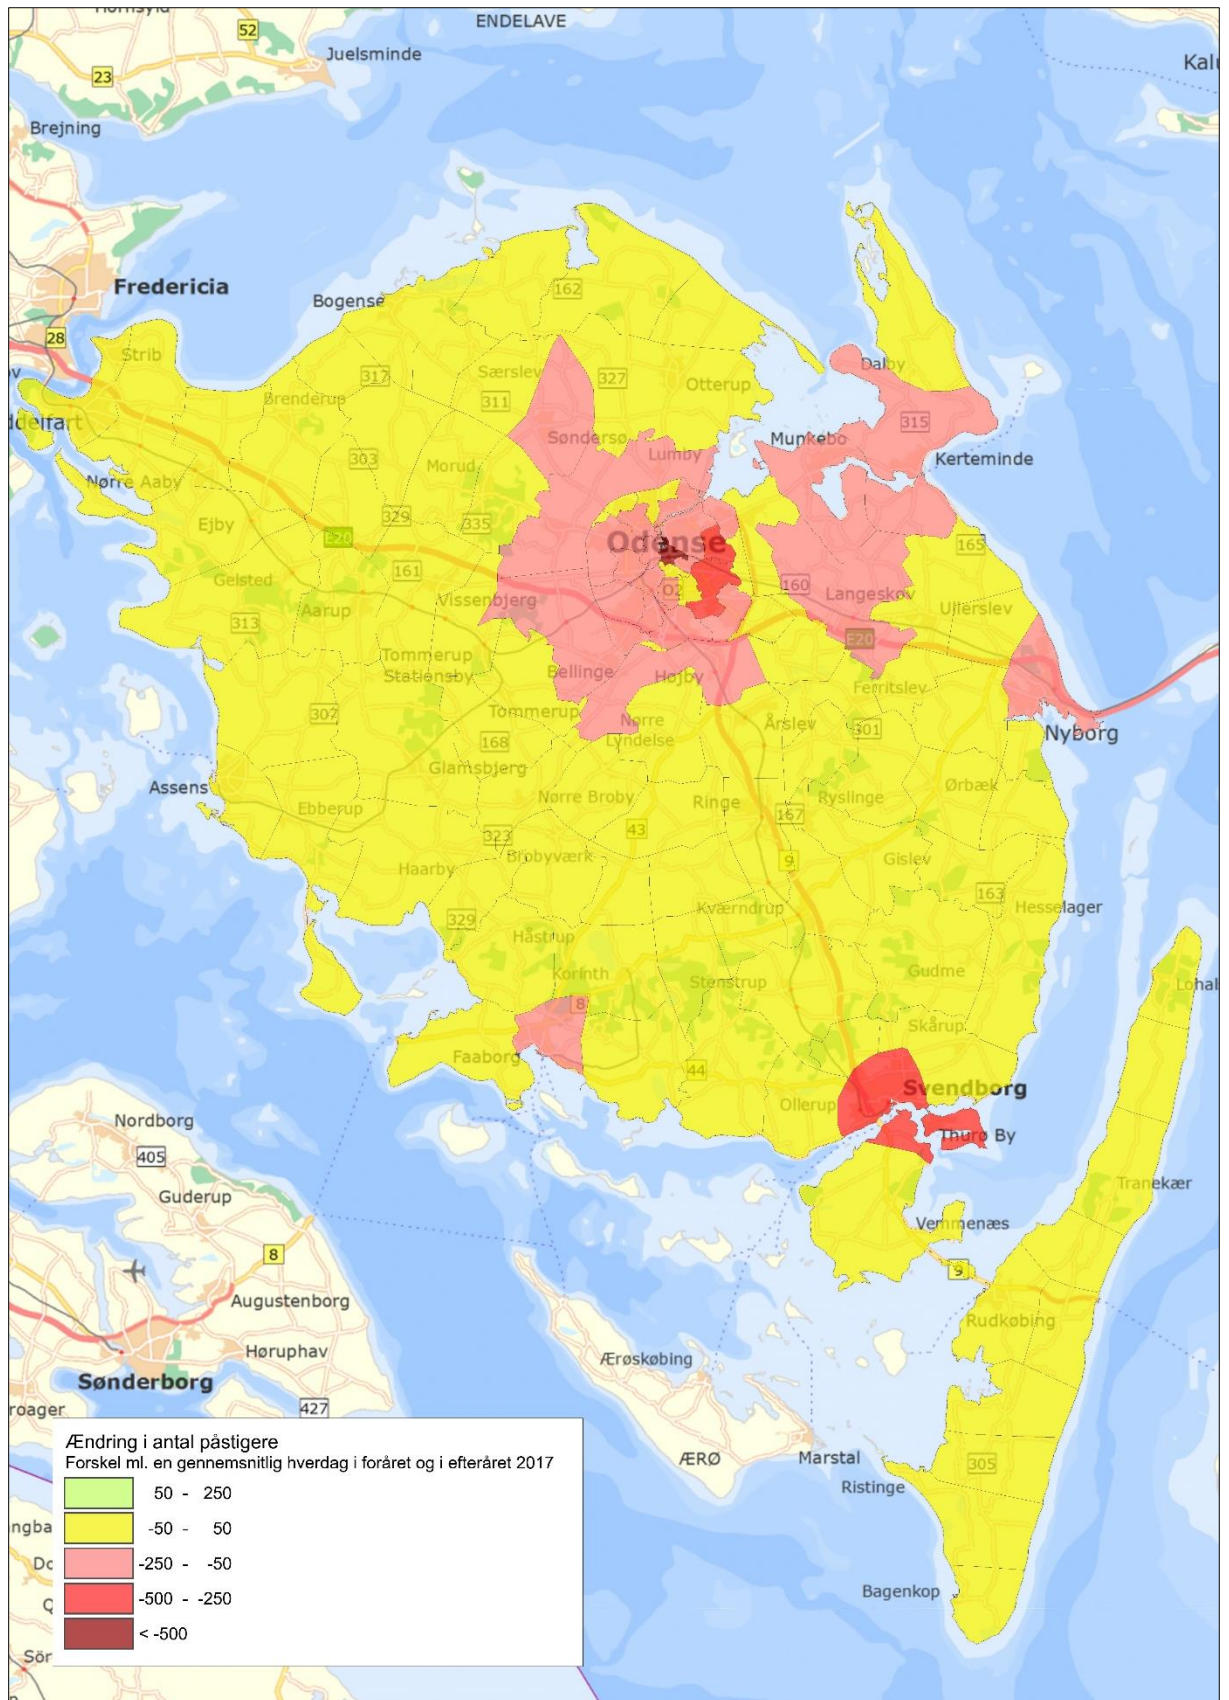 ENDELAVE
52
Juelsminde
23
Brejning
Fredericia
Bogense
162
28
Strib
Dalby
317
Særslev
327
Otterup
Brenderup
311
315
Søndersø
Munkebo
Lumby
Kerteminde
303
Morud
Nørre Aaby
329
335
Ejby
Odense
E20
165
161
Gelsted
160
Aarup
Vissenbjerg
O2
Langeskov
Ullerslev
313
E20
Tommerup
Stationsby
Bellinge
Højby
Ferritslev
307
Tommerup
Nørre
Lyndelse
Årslev
301
Nyborg
168
Glamsbjerg
Assens
Ebberup
Nørre Broby
Ringe
Ryslinge
Ørbæk
167
43
323
Brobyværk
9
Gislev
Haarby
163
Kværndrup
Hesselager
329
Håstrup
Korinth
Stenstrup
Gudme
Lohals
8
Skårup
Faaborg
44
Svendborg
Ollerup
Nordborg
Thurø By
405
Guderup
Tranekær
Vemmenæs
8
9
Augustenborg
Rudkøbing
Høruphav
Ærøskøbing
Sønderborg
427
Marstal
ÆRØ
305
Ristinge
Bagenkop
Ændring i antal påstigere
Forskel ml. en gennemsnitlig hverdag i foråret og i efteråret 2017
50 - 250
-50 - 50
-250 - -50
-500 - -250
< -500